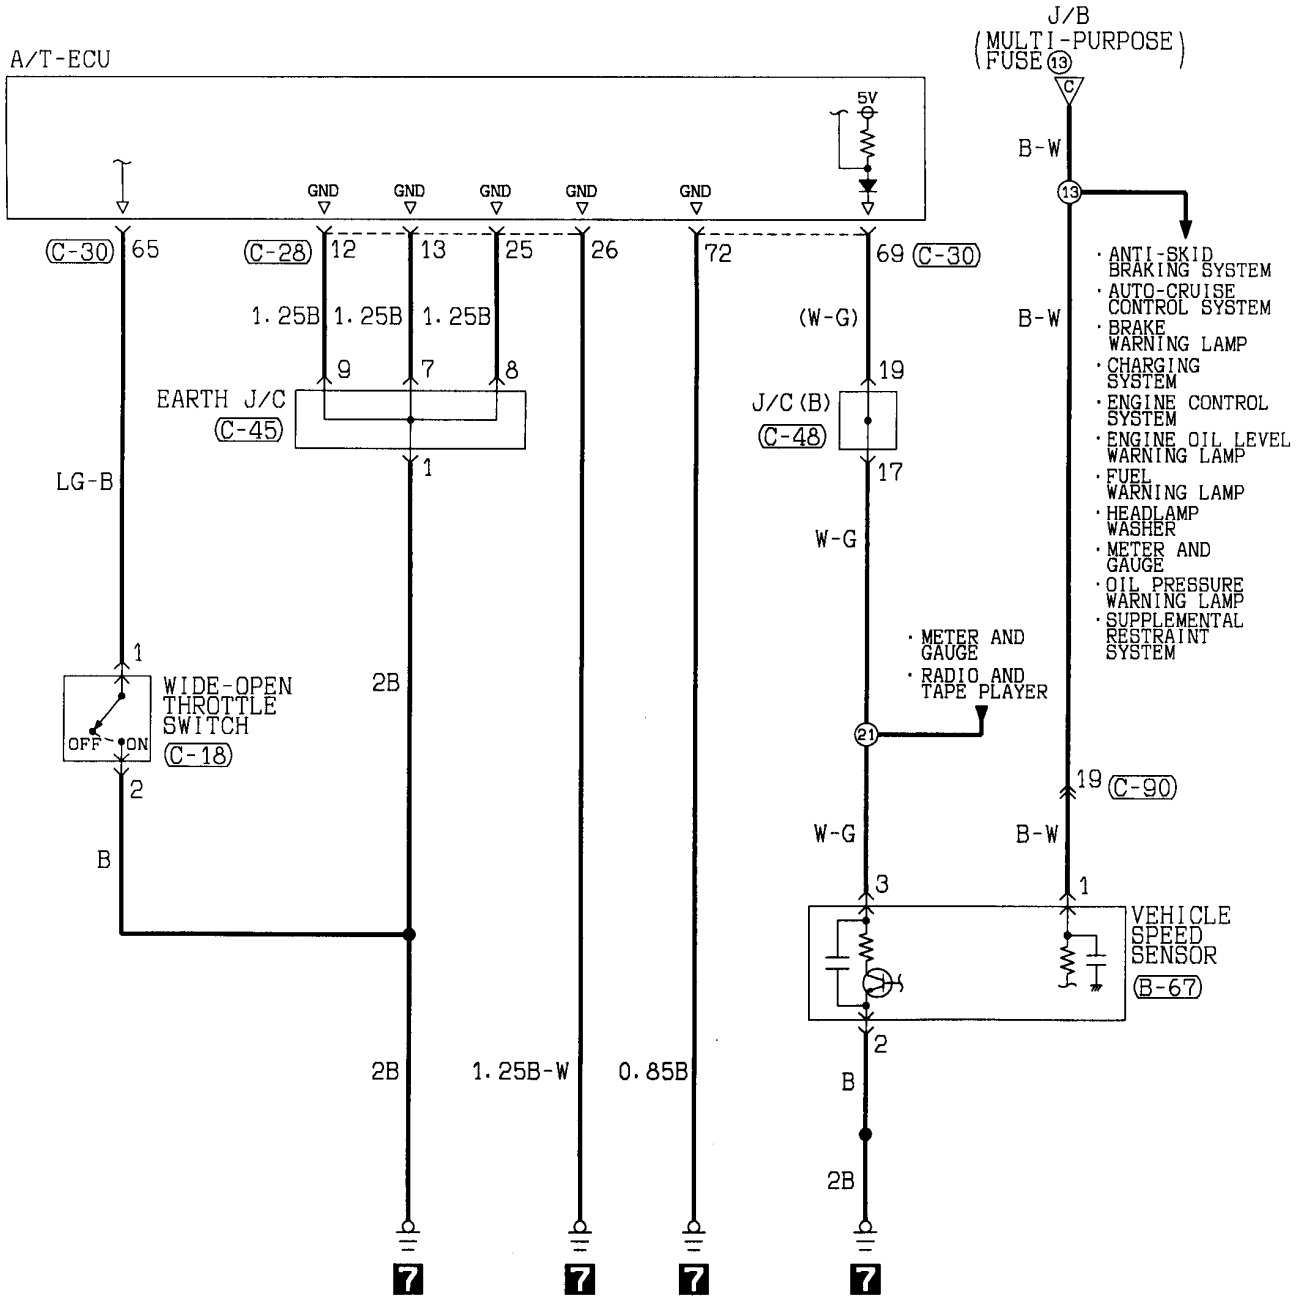 J/B
(MULTI-PURPOSE)
FUSE 13
A/T-ECU
C
5V
B-W
13
GND GND GND GND GND
(C-30) 65 (C-28) 12 13 25 26 72 69 (C-30)
· ANTI-SKID
BRAKING SYSTEM
· AUTO-CRUISE
CONTROL SYSTEM
· BRAKE
WARNING LAMP
· CHARGING
SYSTEM
· ENGINE CONTROL
SYSTEM
· ENGINE OIL LEVEL
WARNING LAMP
· FUEL
WARNING LAMP
· HEADLAMP
WASHER
· METER AND
GAUGE
· OIL PRESSURE
WARNING LAMP
· SUPPLEMENTAL
RESTRAINT
SYSTEM
1.25B 1.25B 1.25B (W-G) B-W
9 7 8 19
EARTH J/C
(C-45)
J/C(B)
(C-48)
1 17
LG-B
W-G
· METER AND
GAUGE
· RADIO AND
TAPE PLAYER
1
WIDE-OPEN
THROTTLE
SWITCH
(C-18)
OFF ON
2B
21
2
19 (C-90)
B W-G B-W
3 1
VEHICLE
SPEED
SENSOR
(B-67)
2
2B 1.25B-W 0.85B B
2B
7 7 7 7